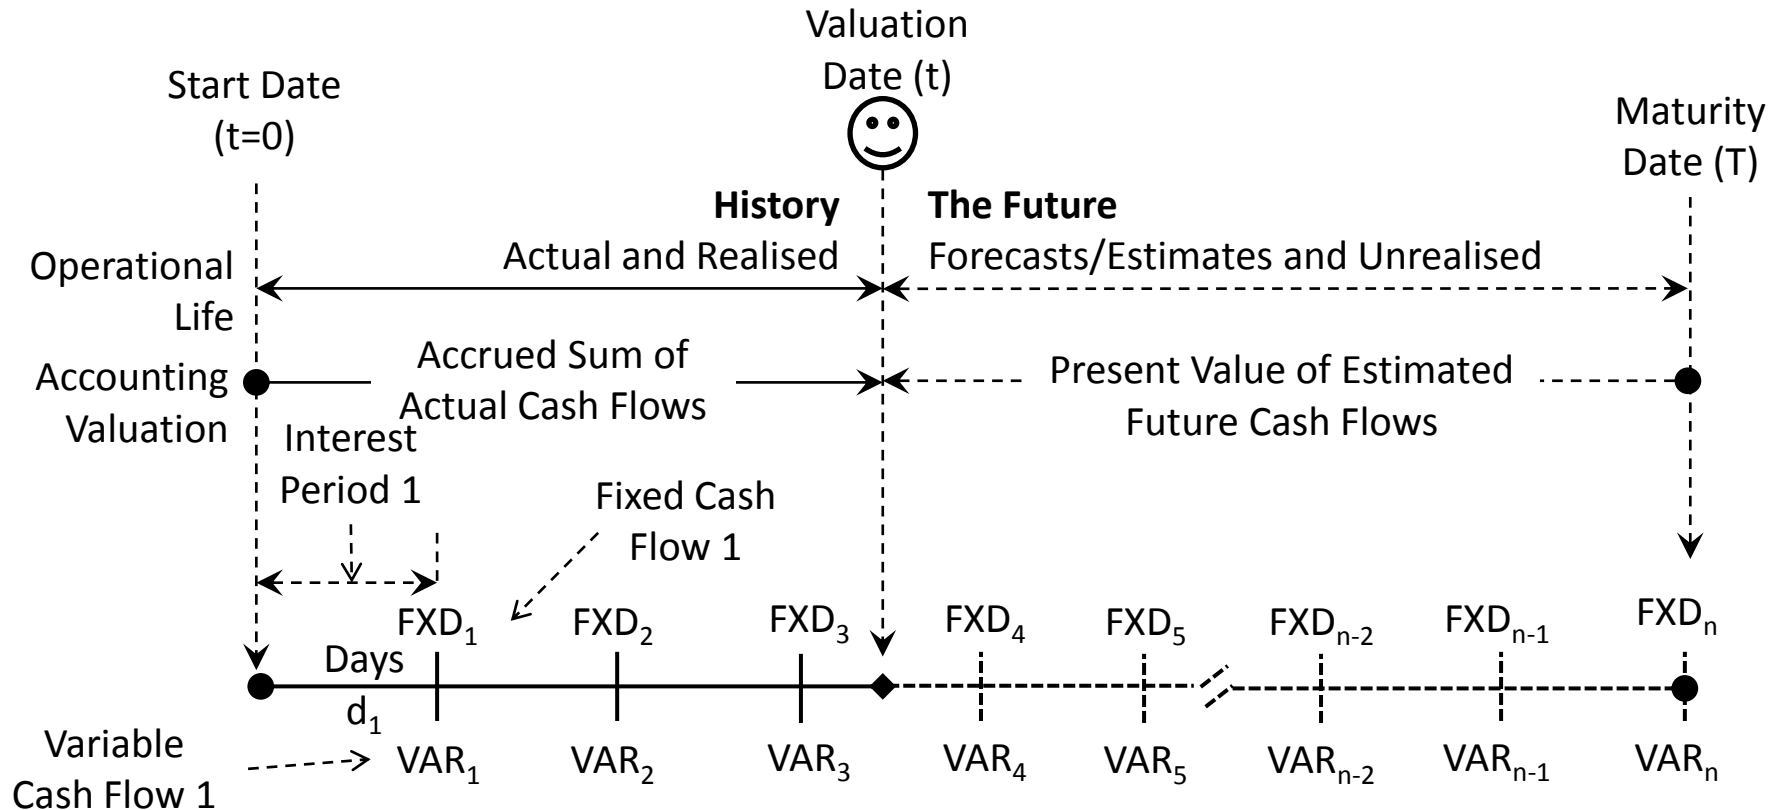 Valuation
Date (t)
Start Date
(t=0)
Maturity
Date (T)
History
The Future
Actual and Realised
Forecasts/Estimates and Unrealised
Operational
Life
Accounting
Valuation
Accrued Sum of
Actual Cash Flows
Present Value of Estimated
Future Cash Flows
Interest
Period 1
Fixed Cash
Flow 1
FXD1
FXD2
FXD3
FXD4
FXD5
FXDn-2
FXDn-1
FXDn
Days
d1
Variable
Cash Flow 1
VAR1
VAR2
VAR3
VAR4
VAR5
VARn-2
VARn-1
VARn